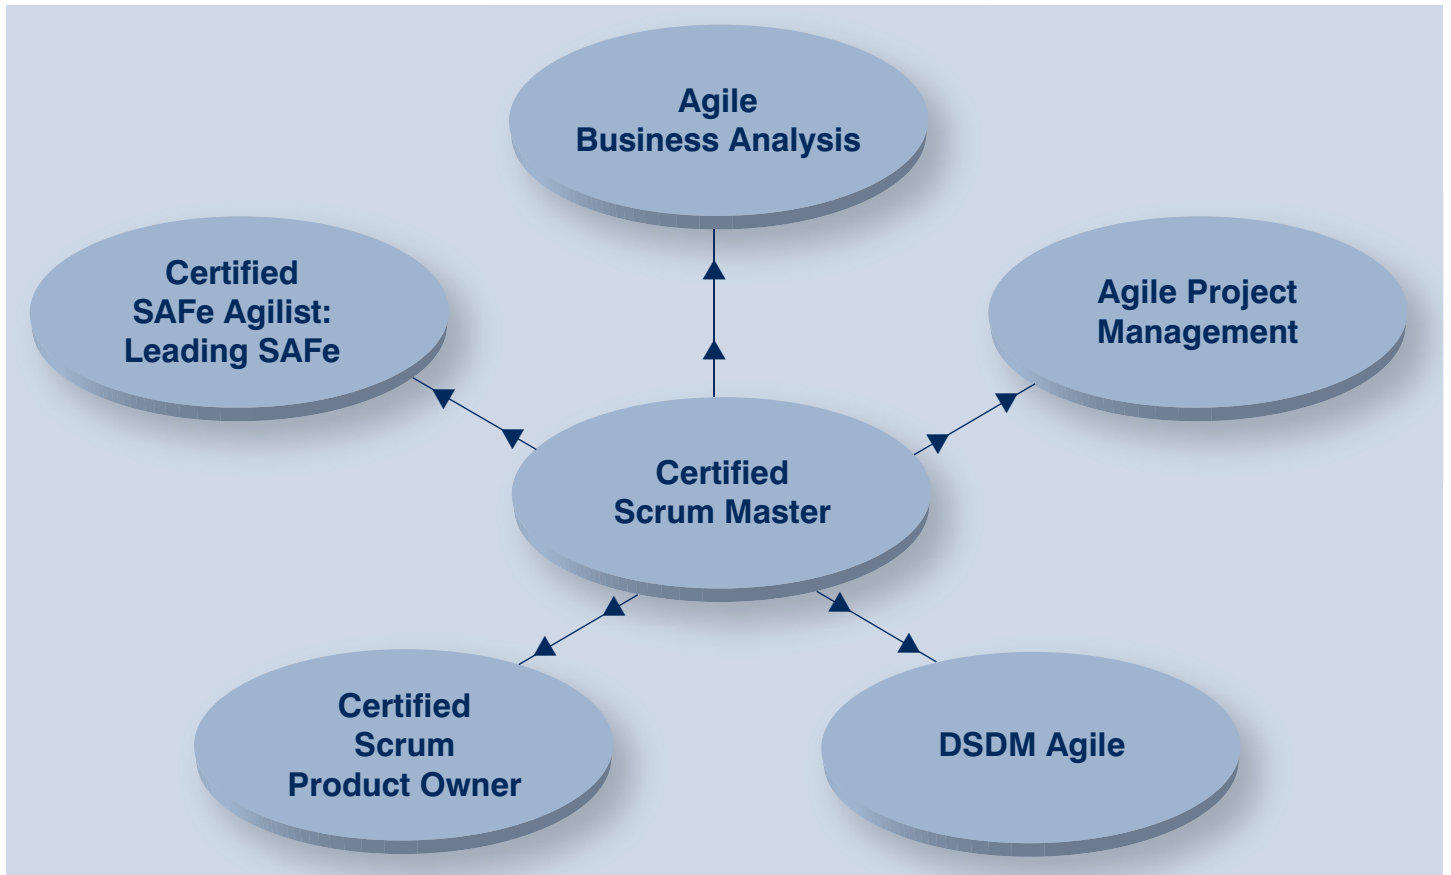 Agile
Business Analysis
Certified
SAFe Agilist:
Leading SAFe
Agile Project
Management
Certified
Scrum Master
Certified
Scrum
Product Owner
DSDM Agile